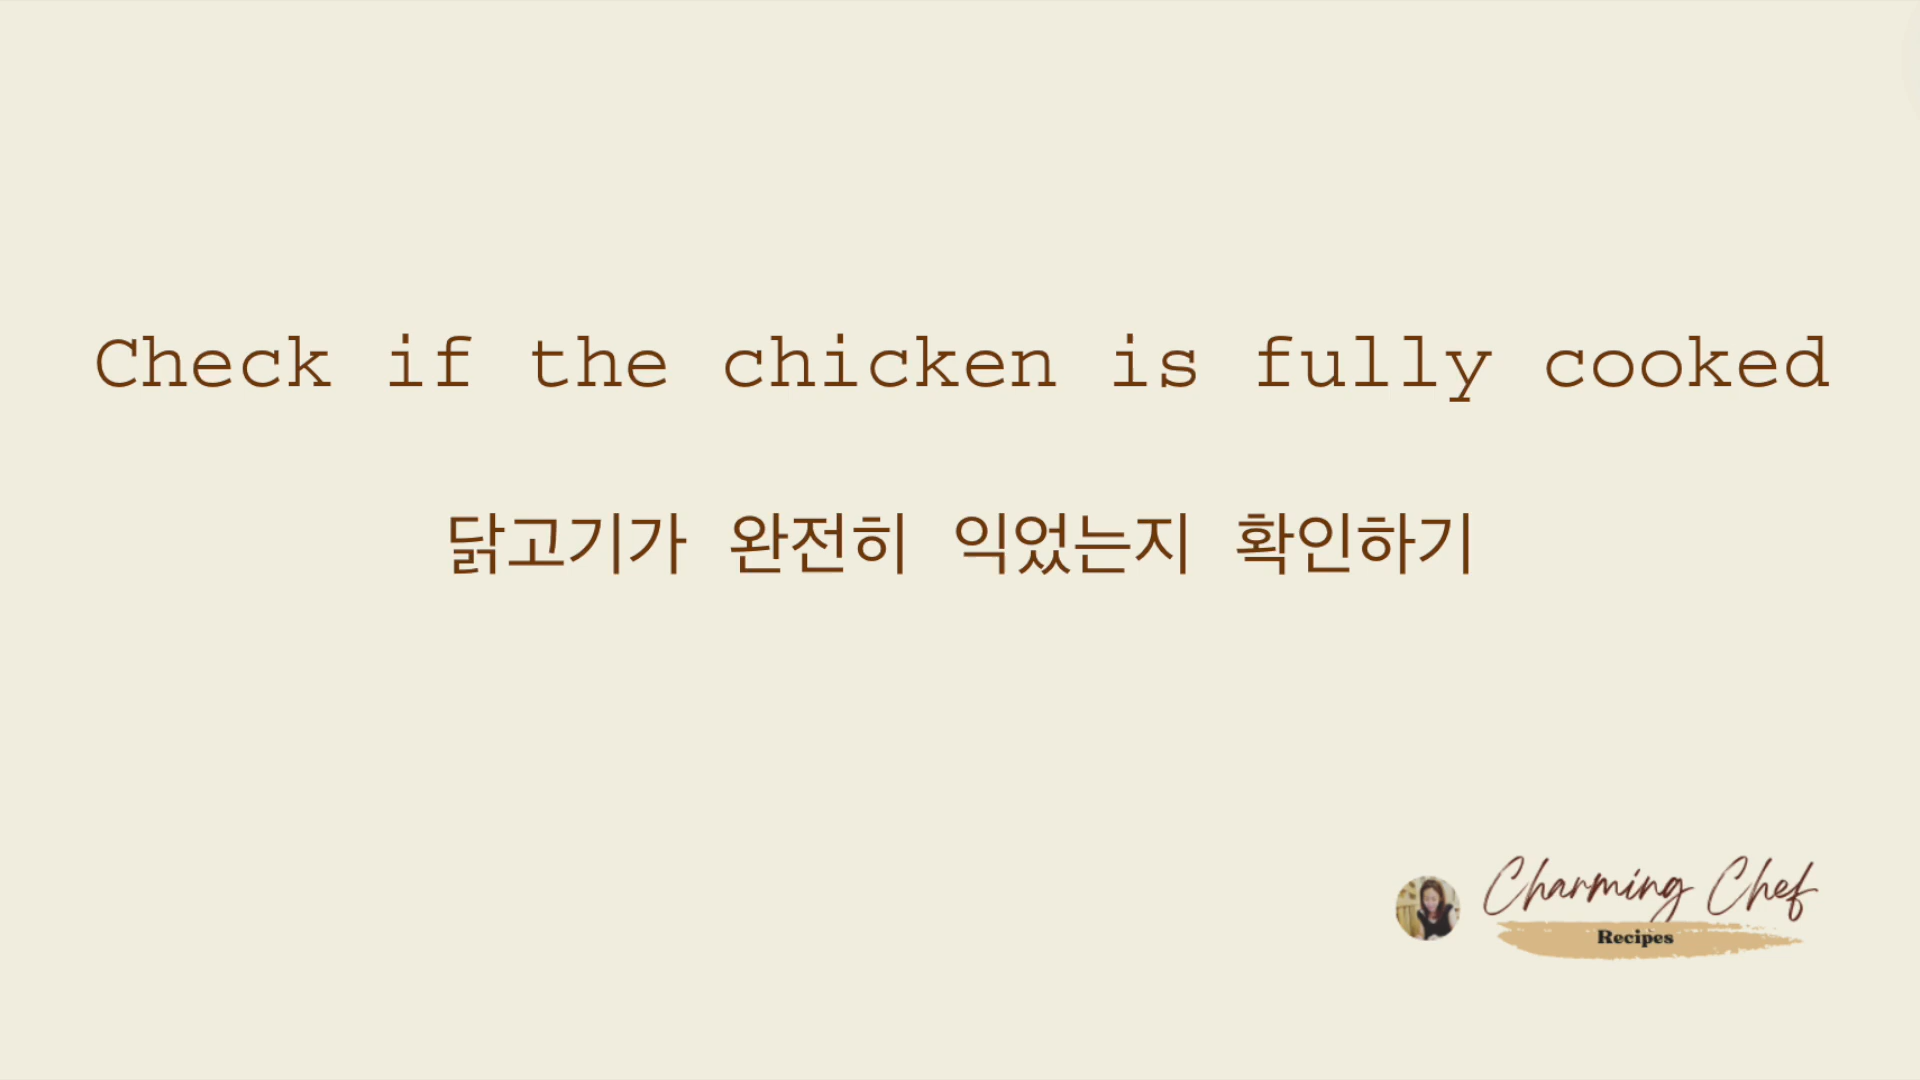 Check if the chicken is fully cooked
닭고기가 완전히 익었는지 확인하기
Charming Chef
Recipes